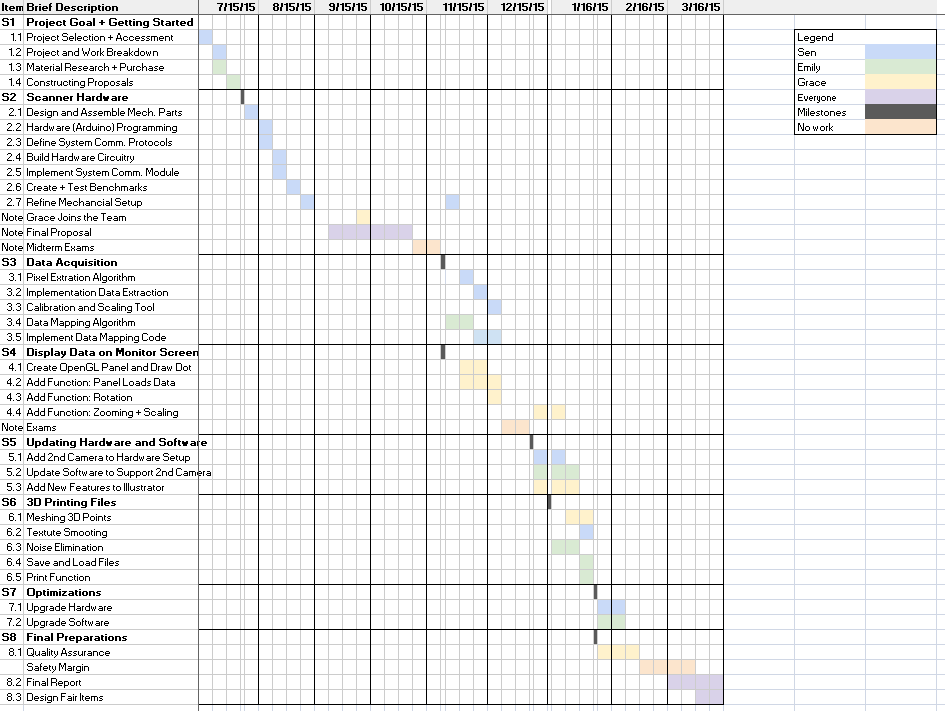 Item Brief Description 7/15/15 8/15/15 9/15/15 10/15/15 11/15/15 12/15/15 1/16/15 2/16/15 3/16/15
S1 Project Goal + Getting Started
1.1 Project Selection + Assessment
1.2 Project and Work Breakdown
1.3 Material Research + Purchase
1.4 Constructing Proposals
S2 Scanner Hardware
2.1 Design and Assemble Mech. Parts
2.2 Hardware (Arduino) Programming
2.3 Define System Comm. Protocols
2.4 Build Hardware Circuitry
2.5 Implement System Comm. Module
2.6 Create + Test Benchmarks
2.7 Refine Mechancial Setup
Note Grace Joins the Team
Note Final Proposal
Note Midterm Exams
S3 Data Acquisition
3.1 Pixel Extration Algorithm
3.2 Implementation Data Extraction
3.3 Calibration and Scaling Tool
3.4 Data Mapping Algorithm
3.5 Implement Data Mapping Code
S4 Display Data on Monitor Screen
4.1 Create OpenGL Panel and Draw Dot
4.2 Add Function: Panel Loads Data
4.3 Add Function: Rotation
4.4 Add Function: Zooming + Scaling
Note Exams
S5 Updating Hardware and Software
5.1 Add 2nd Camera to Hardware Setup
5.2 Update Software to Support 2nd Camera
5.3 Add New Features to Illustrator
S6 3D Printing Files
6.1 Meshing 3D Points
6.2 Textute Smooting
6.3 Noise Elimination
6.4 Save and Load Files
6.5 Print Function
S7 Optimizations
7.1 Upgrade Hardware
7.2 Upgrade Software
S8 Final Preparations
8.1 Quality Assurance
Safety Margin
8.2 Final Report
8.3 Design Fair Items
Legend
Sen
Emily
Grace
Everyone
Milestones
No work